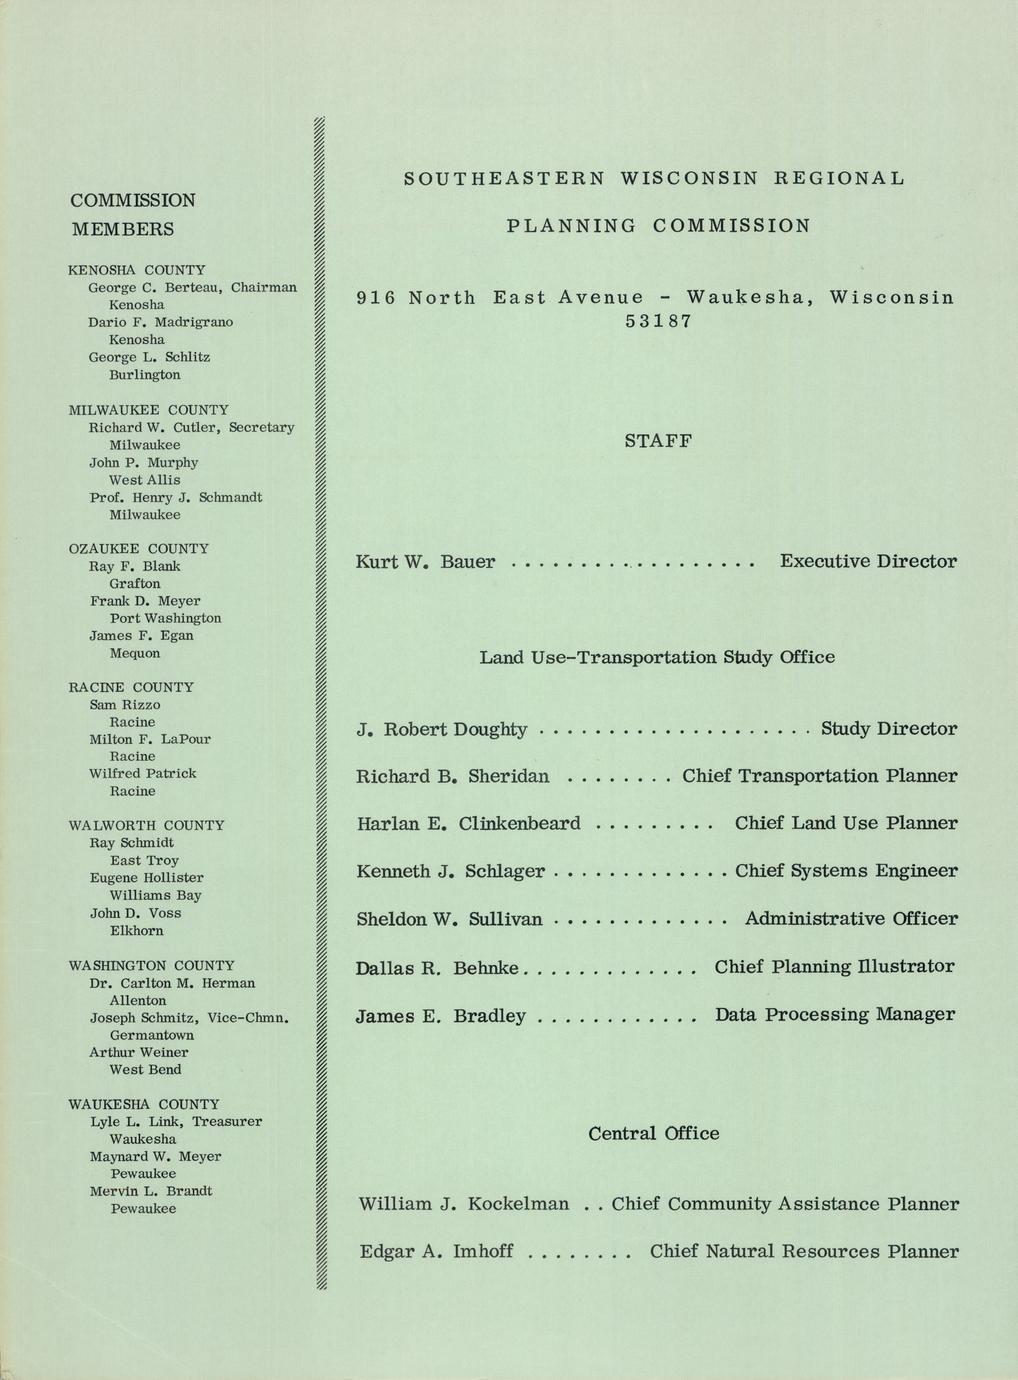 COMMISSION
MEMBERS
KENOSHA COUNTY
George C. Berteau, Chairman
Kenosha
Dario F. Madrigrano
Kenosha
George L. Schlitz
Burlington
MILWAUKEE COUNTY
Richard W. Cutler, Secretary
Milwaukee
John P. Murphy
West Allis
Prof. Henry J. Schmandt
Milwaukee
OZAUKEE COUNTY
Ray F. Blank
Grafton
Frank D. Meyer
Port Washington
James F. Egan
Mequon
RACINE COUNTY
Sam Rizzo
Racine
Milton F. LaPour
Racine
Wilfred Patrick
Racine
WALWORTH COUNTY
Ray Schmidt
East Troy
Eugene Hollister
Williams Bay
John D. Voss
Elkhorn
WASHINGTON COUNTY
Dr. Carlton M. Herman
Allenton
Joseph Schmitz, Vice-Chmn.
Germantown
Arthur Weiner
West Bend
WAUKESHA COUNTY
Lyle L. Link, Treasurer
Waukesha
Maynard W. Meyer
Pewaukee
Mervin L. Brandt
Pewaukee
SOUTHEASTERN WISCONSIN REGIONAL
PLANNING COMMISSION
916 North East Avenue - Waukesha, Wisconsin
53187
STAFF
Kurt W. Bauer . . . . . . . . . . . . . . . . . . Executive Director
Land Use-Transportation Study Office
J. Robert Doughty . . . . . . . . . . . . . . . . . . . . Study Director
Richard B. Sheridan . . . . . . . . Chief Transportation Planner
Harlan E. Clinkenbeard . . . . . . . . . Chief Land Use Planner
Kenneth J. Schlager . . . . . . . . . . . . . Chief Systems Engineer
Sheldon W. Sullivan . . . . . . . . . . . . . Administrative Officer
Dallas R. Behnke . . . . . . . . . . . . . Chief Planning Illustrator
James E. Bradley . . . . . . . . . . . . Data Processing Manager
Central Office
William J. Kockelman . . Chief Community Assistance Planner
Edgar A. Imhoff . . . . . . . . Chief Natural Resources Planner